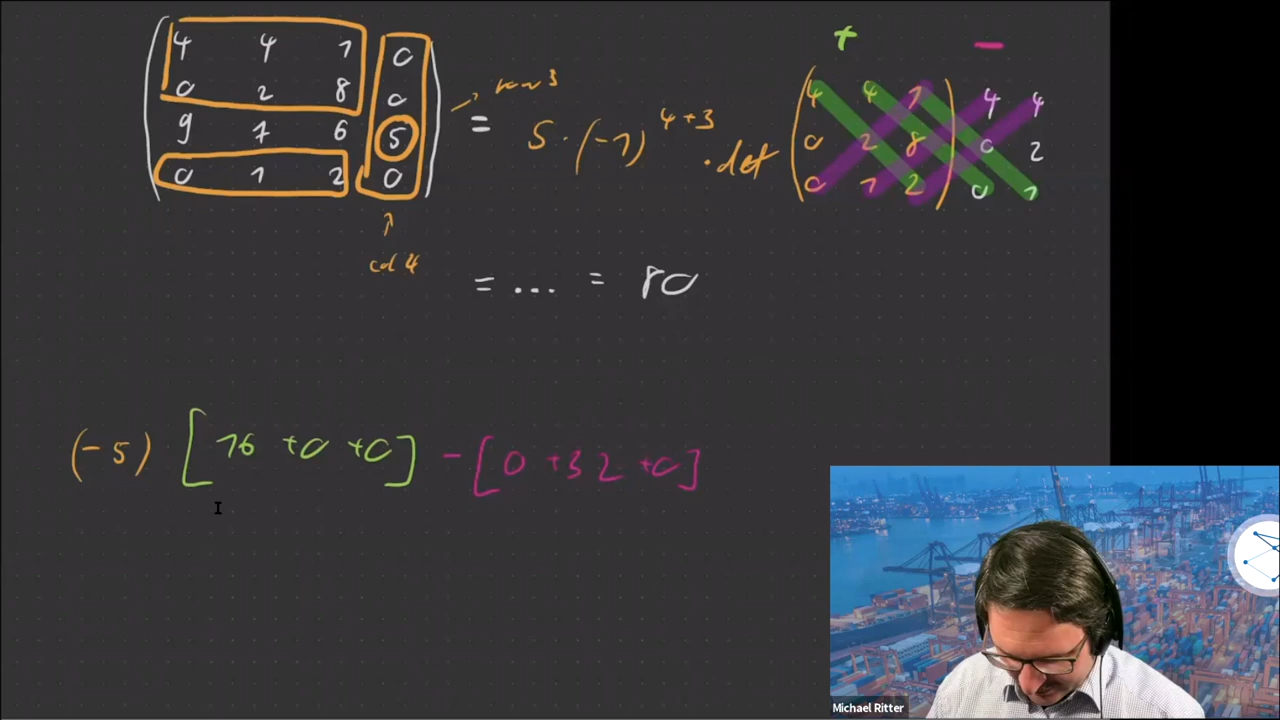 + −
4 4 1 0
0 2 8 0
9 7 6 5
0 1 2 0
→ row 3
= 5 · (−1)^{4+3} · det
4 4 1 4 4
0 2 8 0 2
0 1 2 0 1
↑
col 4
= ... = 80
(−5) [16 +0 +0] −[0 +32 +0]
Michael Ritter